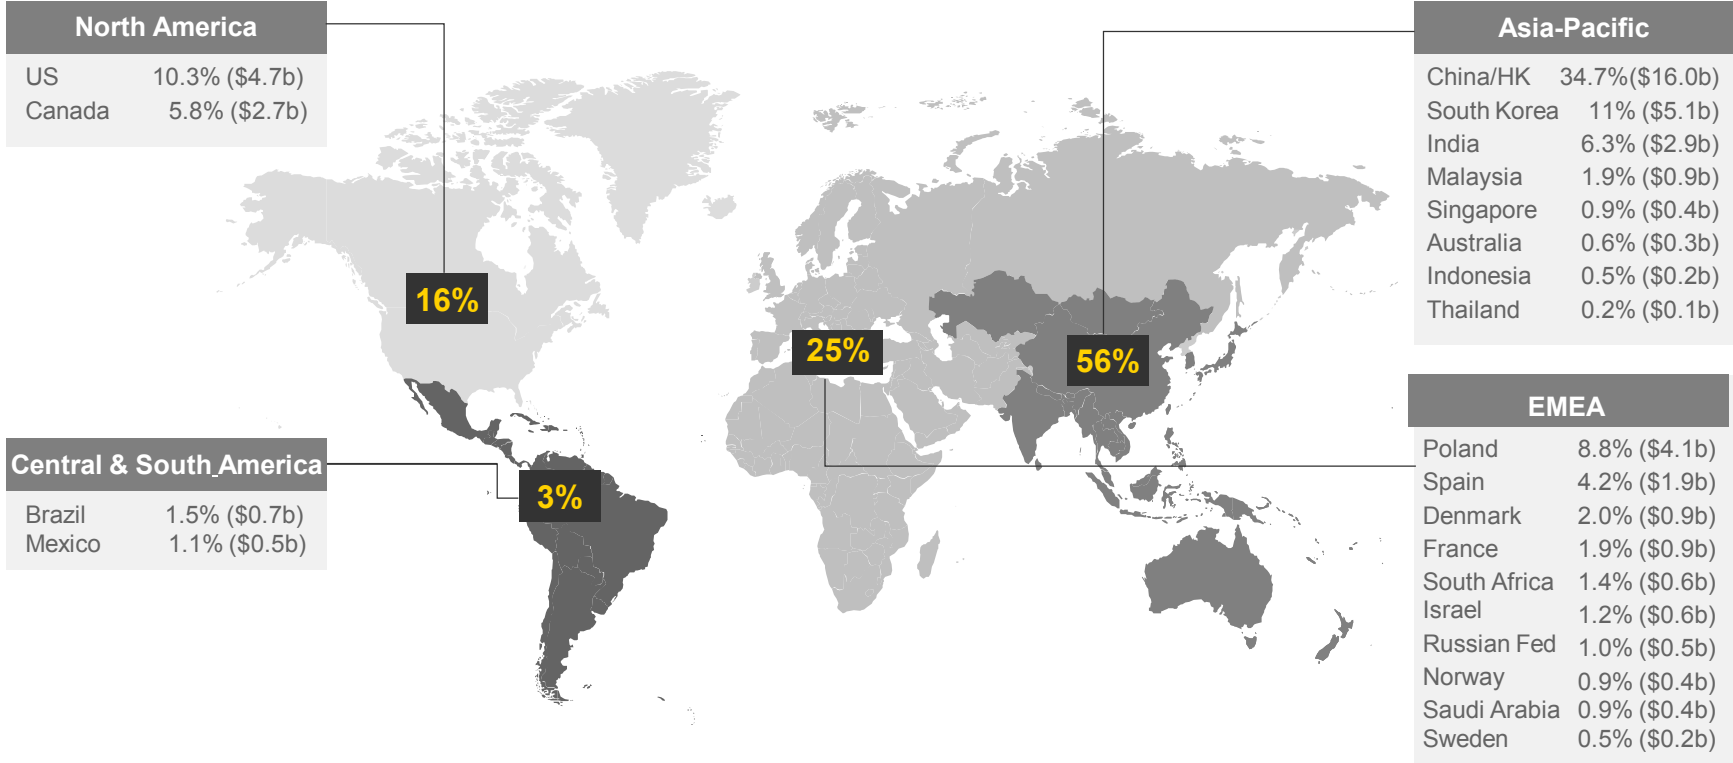 North America
US 10.3% ($4.7b)
Canada 5.8% ($2.7b)
Asia-Pacific
China/HK 34.7%($16.0b)
South Korea 11% ($5.1b)
India 6.3% ($2.9b)
Malaysia 1.9% ($0.9b)
Singapore 0.9% ($0.4b)
Australia 0.6% ($0.3b)
Indonesia 0.5% ($0.2b)
Thailand 0.2% ($0.1b)
16%
25%
56%
3%
Central & South America
Brazil 1.5% ($0.7b)
Mexico 1.1% ($0.5b)
EMEA
Poland 8.8% ($4.1b)
Spain 4.2% ($1.9b)
Denmark 2.0% ($0.9b)
France 1.9% ($0.9b)
South Africa 1.4% ($0.6b)
Israel 1.2% ($0.6b)
Russian Fed 1.0% ($0.5b)
Norway 0.9% ($0.4b)
Saudi Arabia 0.9% ($0.4b)
Sweden 0.5% ($0.2b)